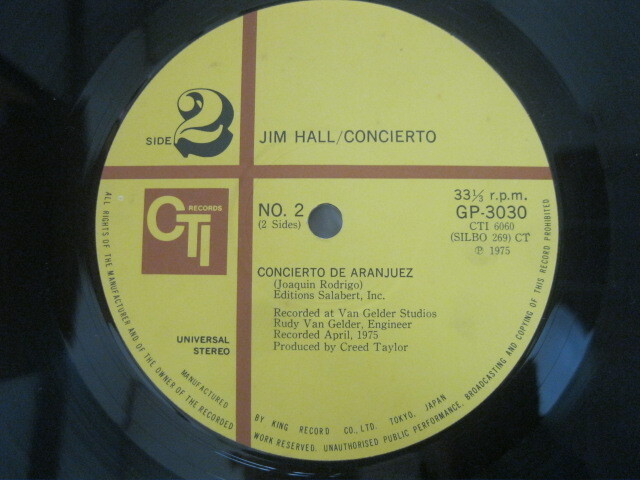 SIDE 2
JIM HALL/CONCIERTO
RECORDS
CTI
NO. 2
(2 Sides)
33⅓ r.p.m.
GP-3030
CTI 6060
(SILBO 269) CT
℗ 1975
CONCIERTO DE ARANJUEZ
(Joaquin Rodrigo)
Editions Salabert, Inc.
Recorded at Van Gelder Studios
Rudy Van Gelder, Engineer
Recorded April, 1975
Produced by Creed Taylor
UNIVERSAL
STEREO
MANUFACTURED BY KING RECORD CO., LTD. TOKYO, JAPAN
ALL RIGHTS OF THE MANUFACTURER AND OF THE OWNER OF THE RECORDED WORK RESERVED. UNAUTHORISED PUBLIC PERFORMANCE, BROADCASTING AND COPYING OF THIS RECORD PROHIBITED